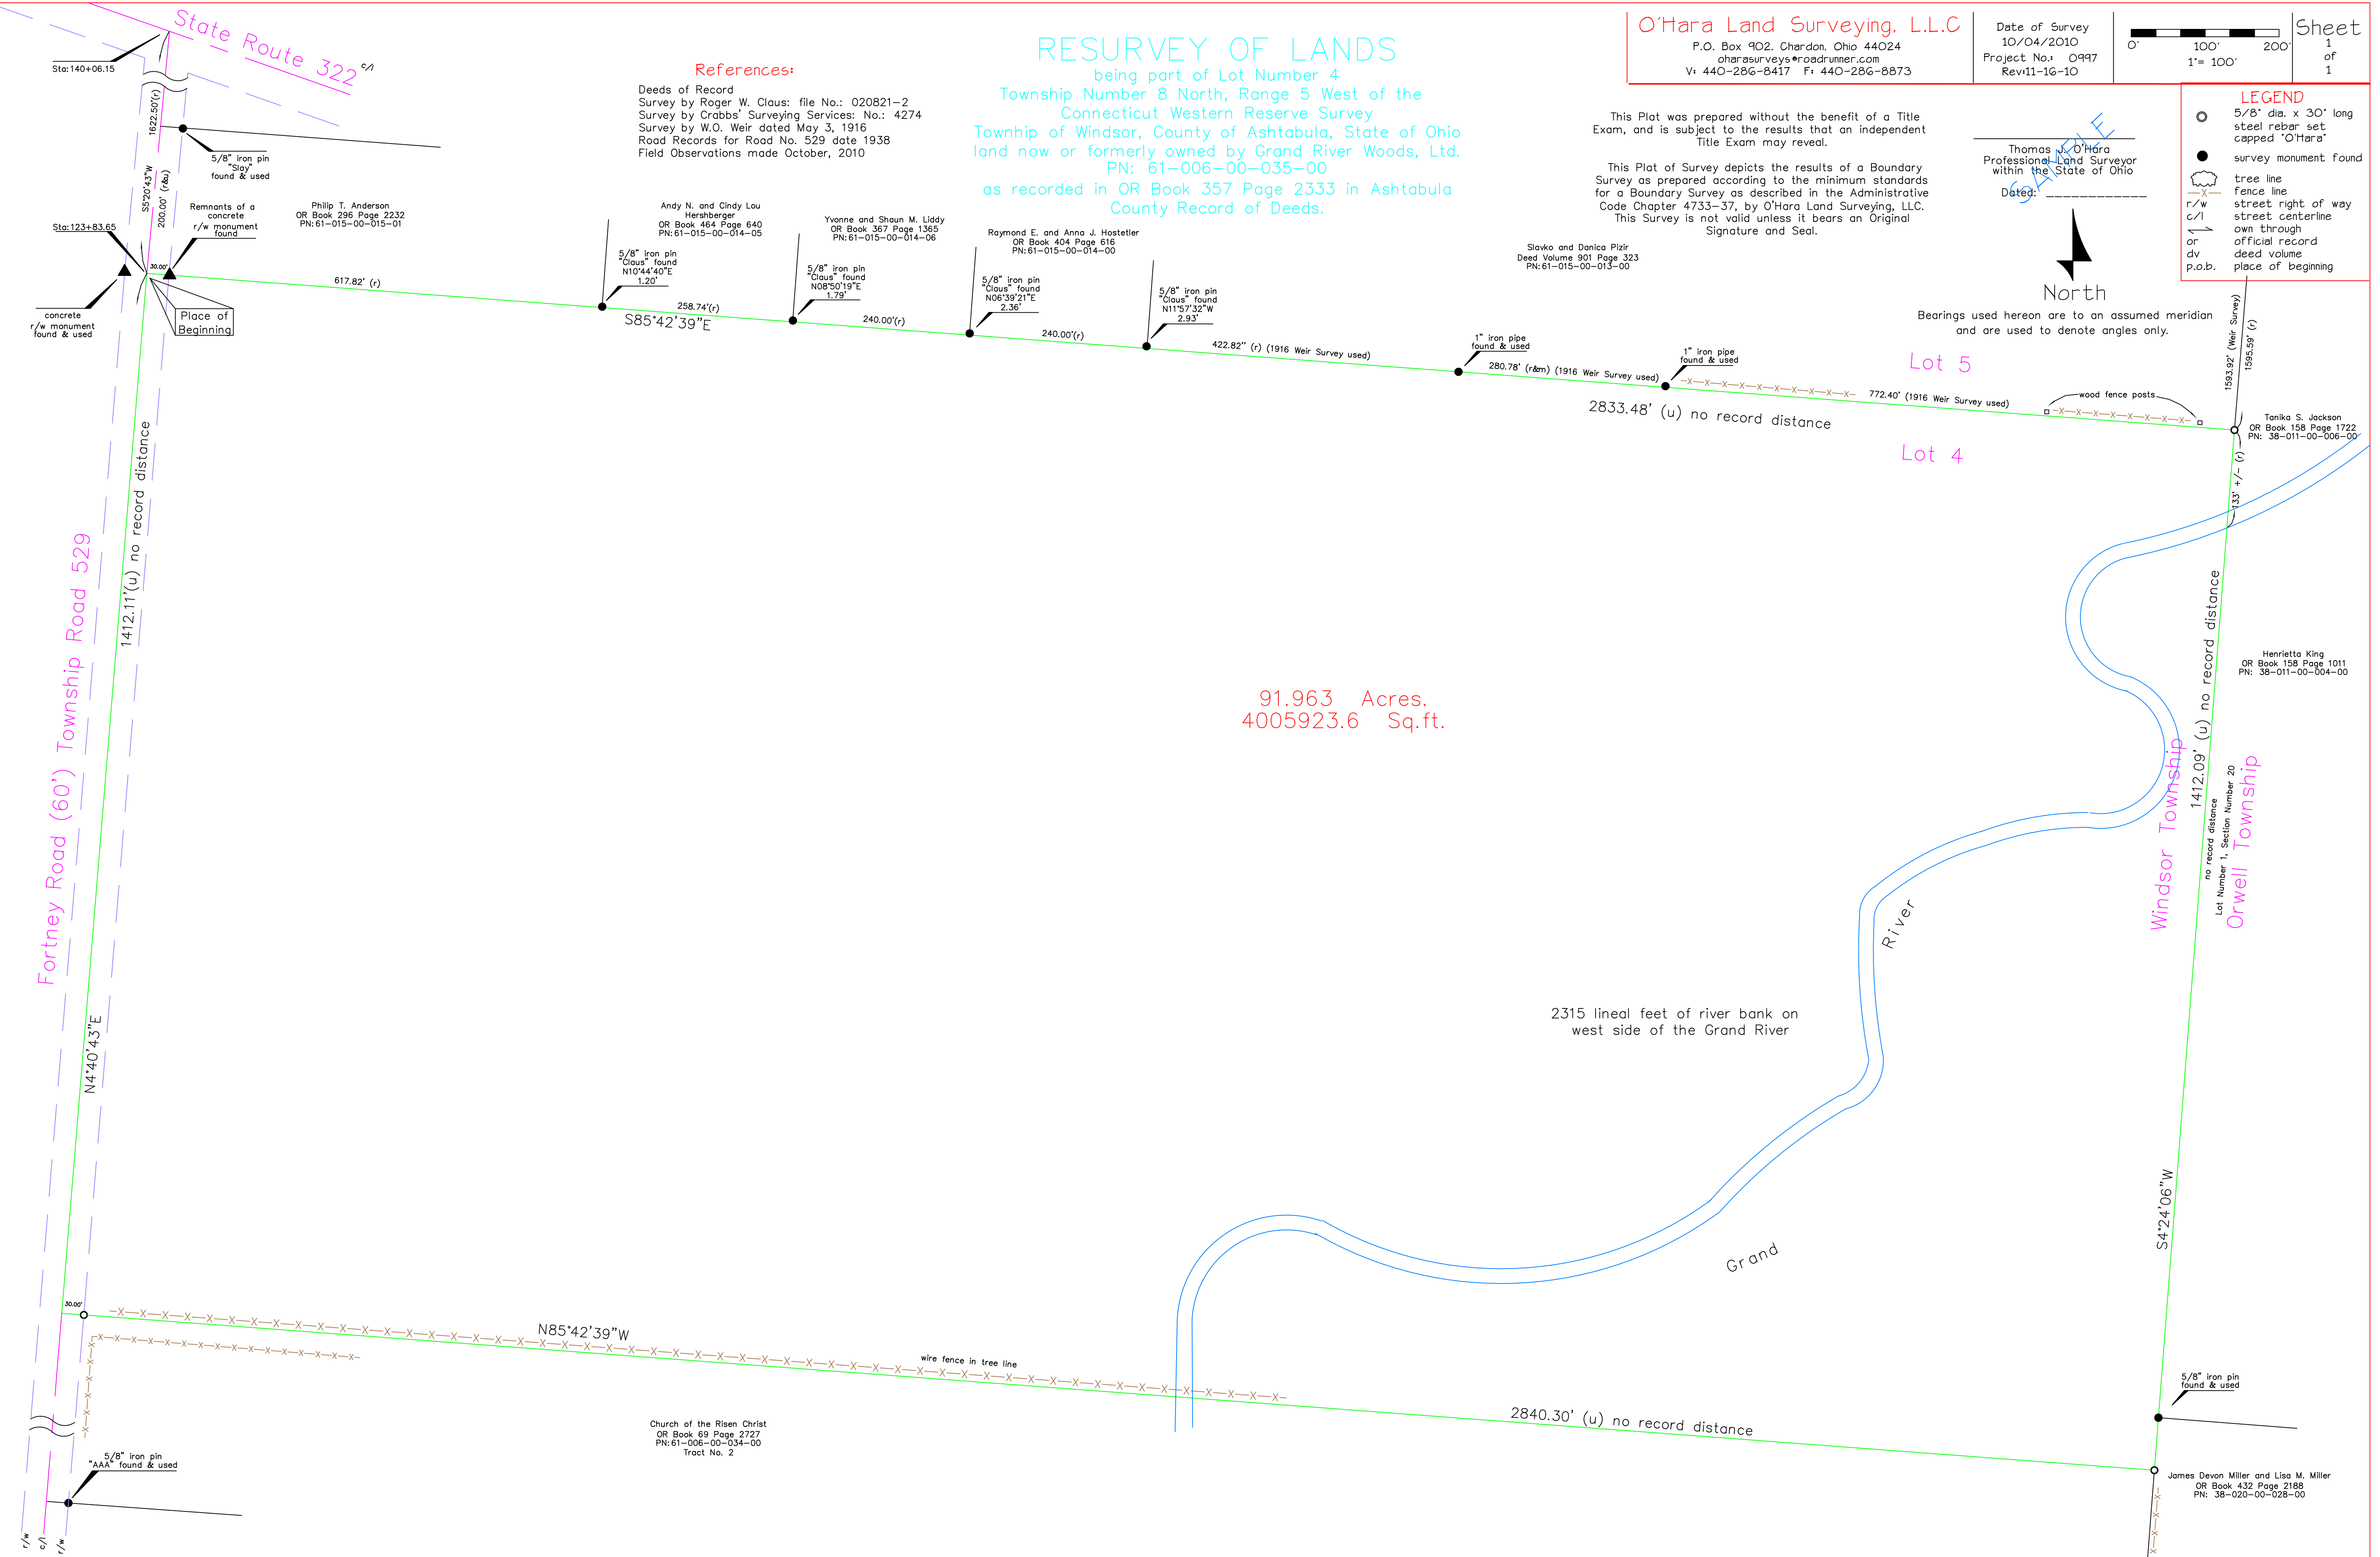 State Route 322 c/l
Sta:140+06.15
1622.50'(r)
5/8" iron pin
"Slay"
found & used
S5°20'43"W
200.00' (r&u)
Sta:123+83.65
Remnants of a
concrete
r/w monument
found
30.00'
concrete
r/w monument
found & used
Place of
Beginning
References:
Deeds of Record
Survey by Roger W. Claus: file No.: 020821-2
Survey by Crabbs' Surveying Services: No.: 4274
Survey by W.O. Weir dated May 3, 1916
Road Records for Road No. 529 date 1938
Field Observations made October, 2010
RESURVEY OF LANDS
being part of Lot Number 4
Township Number 8 North, Range 5 West of the
Connecticut Western Reserve Survey
Townhip of Windsor, County of Ashtabula, State of Ohio
land now or formerly owned by Grand River Woods, Ltd.
PN: 61-006-00-035-00
as recorded in OR Book 357 Page 2333 in Ashtabula
County Record of Deeds.
O'Hara Land Surveying, L.L.C
P.O. Box 902, Chardon, Ohio 44024
oharasurveys@roadrunner.com
V: 440-286-8417 F: 440-286-8873
Date of Survey
10/04/2010
Project No.: 0997
Rev:11-16-10
0' 100' 200'
1"= 100'
Sheet
1
of
1
This Plat was prepared without the benefit of a Title
Exam, and is subject to the results that an independent
Title Exam may reveal.
This Plat of Survey depicts the results of a Boundary
Survey as prepared according to the minimum standards
for a Boundary Survey as described in the Administrative
Code Chapter 4733-37, by O'Hara Land Surveying, LLC.
This Survey is not valid unless it bears an Original
Signature and Seal.
SAMPLE
Thomas J. O'Hara
Professional Land Surveyor
within the State of Ohio
Dated: _____________
North
Bearings used hereon are to an assumed meridian
and are used to denote angles only.
LEGEND
5/8" dia. x 30" long
steel rebar set
capped "O'Hara"
survey monument found
tree line
—X— fence line
r/w street right of way
c/l street centerline
own through
or official record
dv deed volume
p.o.b. place of beginning
Philip T. Anderson
OR Book 296 Page 2232
PN:61-015-00-015-01
Andy N. and Cindy Lou
Hershberger
OR Book 464 Page 640
PN:61-015-00-014-05
Yvonne and Shaun M. Liddy
OR Book 367 Page 1365
PN:61-015-00-014-06
Raymond E. and Anna J. Hostetler
OR Book 404 Page 616
PN:61-015-00-014-00
Slavko and Danica Pizir
Deed Volume 901 Page 323
PN:61-015-00-013-00
5/8" iron pin
"Claus" found
N10°44'40"E
1.20'
5/8" iron pin
"Claus" found
N08°50'19"E
1.79'
5/8" iron pin
"Claus" found
N06°39'21"E
2.36'
5/8" iron pin
"Claus" found
N11°57'32"W
2.93'
1" iron pipe
found & used
1" iron pipe
found & used
617.82' (r)
258.74'(r)
S85°42'39"E
240.00'(r)
240.00'(r)
422.82" (r) (1916 Weir Survey used)
280.78' (r&m) (1916 Weir Survey used)
772.40' (1916 Weir Survey used)
2833.48' (u) no record distance
wood fence posts
Lot 5
Lot 4
1593.92' (Weir Survey)
1595.59' (r)
Tanika S. Jackson
OR Book 158 Page 1722
PN: 38-011-00-006-00
133' +/- (r)
Fortney Road (60') Township Road 529
1412.11'(u) no record distance
N4°40'43"E
91.963 Acres.
4005923.6 Sq.ft.
Henrietta King
OR Book 158 Page 1011
PN: 38-011-00-004-00
1412.09' (u) no record distance
Windsor Township
no record distance
Lot Number 1, Section Number 20
Orwell Township
River
2315 lineal feet of river bank on
west side of the Grand River
Grand
S4°24'06"W
30.00'
N85°42'39"W
wire fence in tree line
2840.30' (u) no record distance
Church of the Risen Christ
OR Book 69 Page 2727
PN:61-006-00-034-00
Tract No. 2
5/8" iron pin
found & used
5/8" iron pin
"AAA" found & used
James Devon Miller and Lisa M. Miller
OR Book 432 Page 2188
PN: 38-020-00-028-00
r/w
c/l
r/w